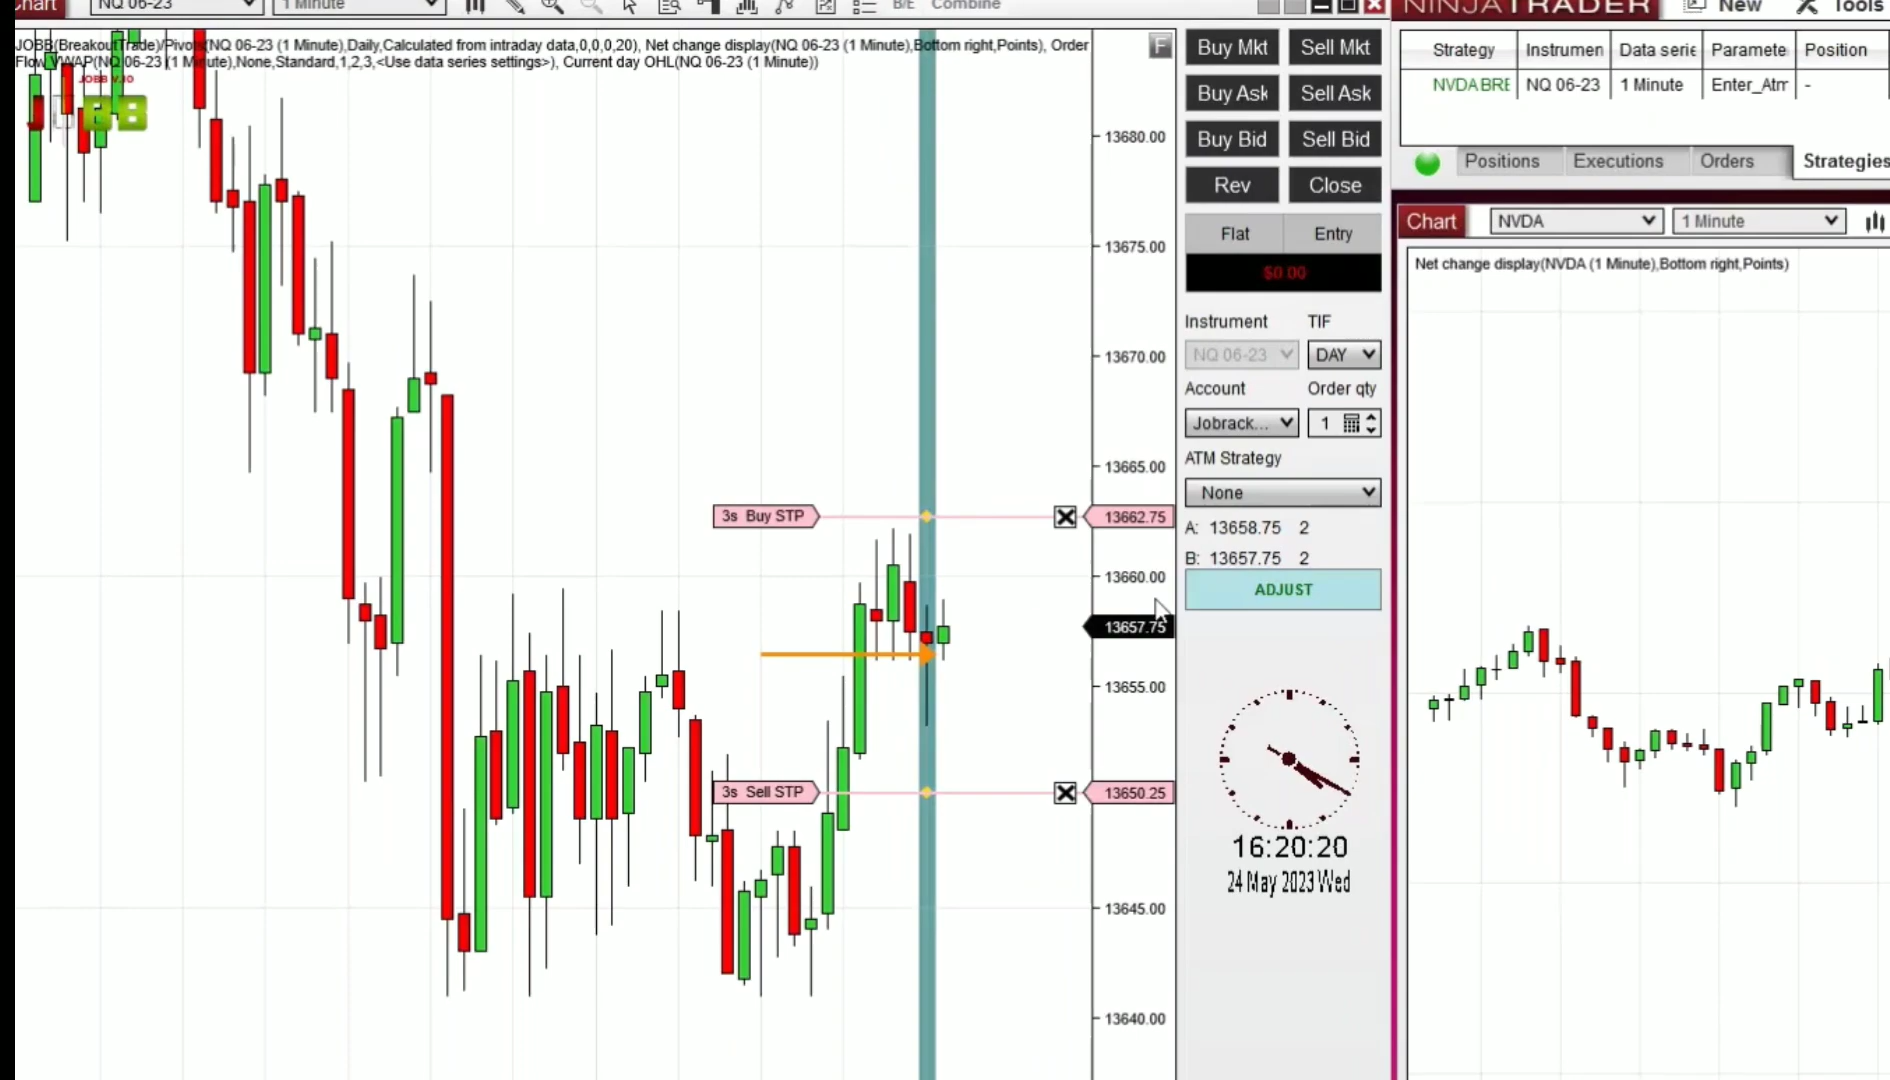 Chart NQ 06-23 1 Minute B/E Combine
JOBB(BreakoutTrade)/Pivots(NQ 06-23 (1 Minute),Daily,Calculated from intraday data,0,0,0,20), Net change display(NQ 06-23 (1 Minute),Bottom right,Points), Order
Flow VWAP(NQ 06-23 (1 Minute),None,Standard,1,2,3,<Use data series settings>), Current day OHL(NQ 06-23 (1 Minute))
JOBB
F
13680.00
13675.00
13670.00
13665.00
3s Buy STP
13662.75
13660.00
13657.75
13655.00
3s Sell STP
13650.25
13645.00
13640.00
Buy Mkt Sell Mkt
Buy Ask Sell Ask
Buy Bid Sell Bid
Rev Close
Flat Entry
$0.00
Instrument TIF
NQ 06-23 DAY
Account Order qty
Jobrack... 1
ATM Strategy
None
A: 13658.75 2
B: 13657.75 2
ADJUST
16:20:20
24 May 2023 Wed
NINJATRADER New Tools
Strategy Instrumen Data serie Paramete Position
NVDABRE NQ 06-23 1 Minute Enter_Atm -
Positions Executions Orders Strategies
Chart NVDA 1 Minute
Net change display(NVDA (1 Minute),Bottom right,Points)